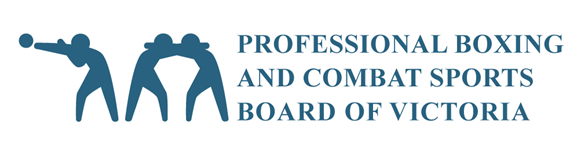 PROFESSIONAL BOXING
AND COMBAT SPORTS
BOARD OF VICTORIA